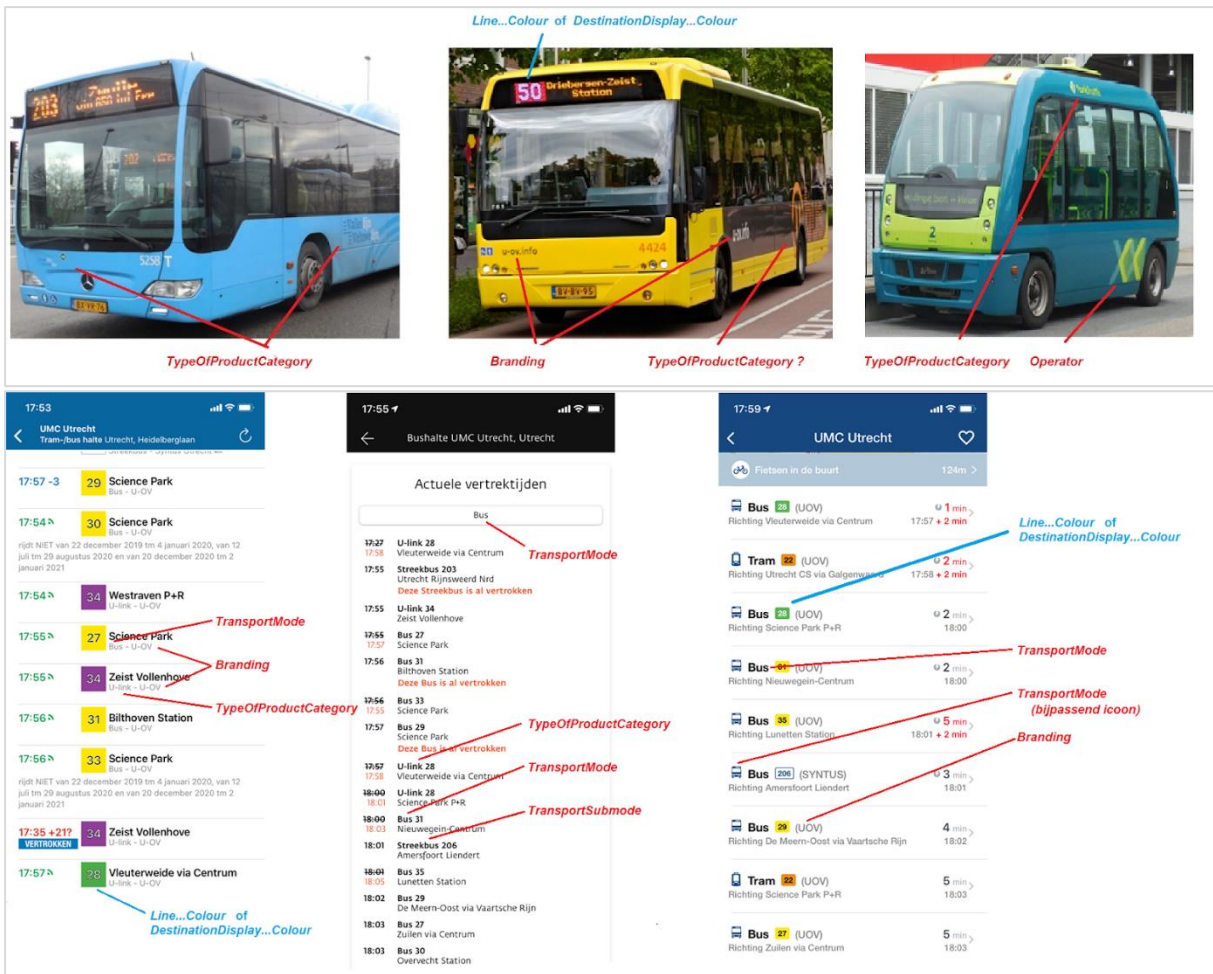 Line...Colour of DestinationDisplay...Colour
203 Zwolle
202
5258 T
BX-VR-76
TypeOfProductCategory
50 Driebergen-Zeist
Station
u-ov.info
u-ov.info
4424
BV-BV-95
Branding
TypeOfProductCategory ?
ParkShuttle
2
TypeOfProductCategory
Operator
17:53
UMC Utrecht
Tram-/bus halte Utrecht, Heidelberglaan
Streekbus - Syntus Utrecht
17:57 -3 29 Science Park
Bus - U-OV
17:54 30 Science Park
Bus - U-OV
rijdt NIET van 22 december 2019 tm 4 januari 2020, van 12
juli tm 29 augustus 2020 en van 20 december 2020 tm 2
januari 2021
17:54 34 Westraven P+R
U-link - U-OV
TransportMode
17:55 27 Science Park
Bus - U-OV
Branding
17:55 34 Zeist Vollenhove
U-link - U-OV
TypeOfProductCategory
17:56 31 Bilthoven Station
Bus - U-OV
17:56 33 Science Park
Bus - U-OV
rijdt NIET van 22 december 2019 tm 4 januari 2020, van 12
juli tm 29 augustus 2020 en van 20 december 2020 tm 2
januari 2021
17:35 +21? 34 Zeist Vollenhove
VERTROKKEN U-link - U-OV
17:57 28 Vleuterweide via Centrum
U-link - U-OV
Line...Colour of
DestinationDisplay...Colour
17:55
Bushalte UMC Utrecht, Utrecht
Actuele vertrektijden
Bus
TransportMode
17:27 U-link 28
17:58 Vleuterweide via Centrum
17:55 Streekbus 203
Utrecht Rijnsweerd Nrd
Deze Streekbus is al vertrokken
17:55 U-link 34
Zeist Vollenhove
17:55 Bus 27
17:57 Science Park
17:56 Bus 31
Bilthoven Station
Deze Bus is al vertrokken
17:56 Bus 33
17:55 Science Park
17:57 Bus 29
Science Park
Deze Bus is al vertrokken
TypeOfProductCategory
17:57 U-link 28
17:58 Vleuterweide via Centrum
TransportMode
18:00 U-link 28
18:01 Science Park P+R
18:00 Bus 31
18:03 Nieuwegein-Centrum
TransportSubmode
18:01 Streekbus 206
Amersfoort Liendert
18:01 Bus 35
18:05 Lunetten Station
18:02 Bus 29
De Meern-Oost via Vaartsche Rijn
18:03 Bus 27
Zuilen via Centrum
18:03 Bus 30
Overvecht Station
17:59
UMC Utrecht
Fietsen in de buurt 124m
Bus 28 (UOV) 1 min
Richting Vleuterweide via Centrum 17:57 + 2 min
Line...Colour of
DestinationDisplay...Colour
Tram 22 (UOV) 2 min
Richting Utrecht CS via Galgenwaard 17:58 + 2 min
Bus 28 (UOV) 2 min
Richting Science Park P+R 18:00
TransportMode
Bus 31 (UOV) 2 min
Richting Nieuwegein-Centrum 18:00
TransportMode
(bijpassend icoon)
Bus 35 (UOV) 5 min
Richting Lunetten Station 18:01 + 2 min
Branding
Bus 206 (SYNTUS) 3 min
Richting Amersfoort Liendert 18:01
Bus 29 (UOV) 4 min
Richting De Meern-Oost via Vaartsche Rijn 18:02
Tram 22 (UOV) 5 min
Richting Science Park P+R 18:03
Bus 27 (UOV) 5 min
Richting Zuilen via Centrum 18:03